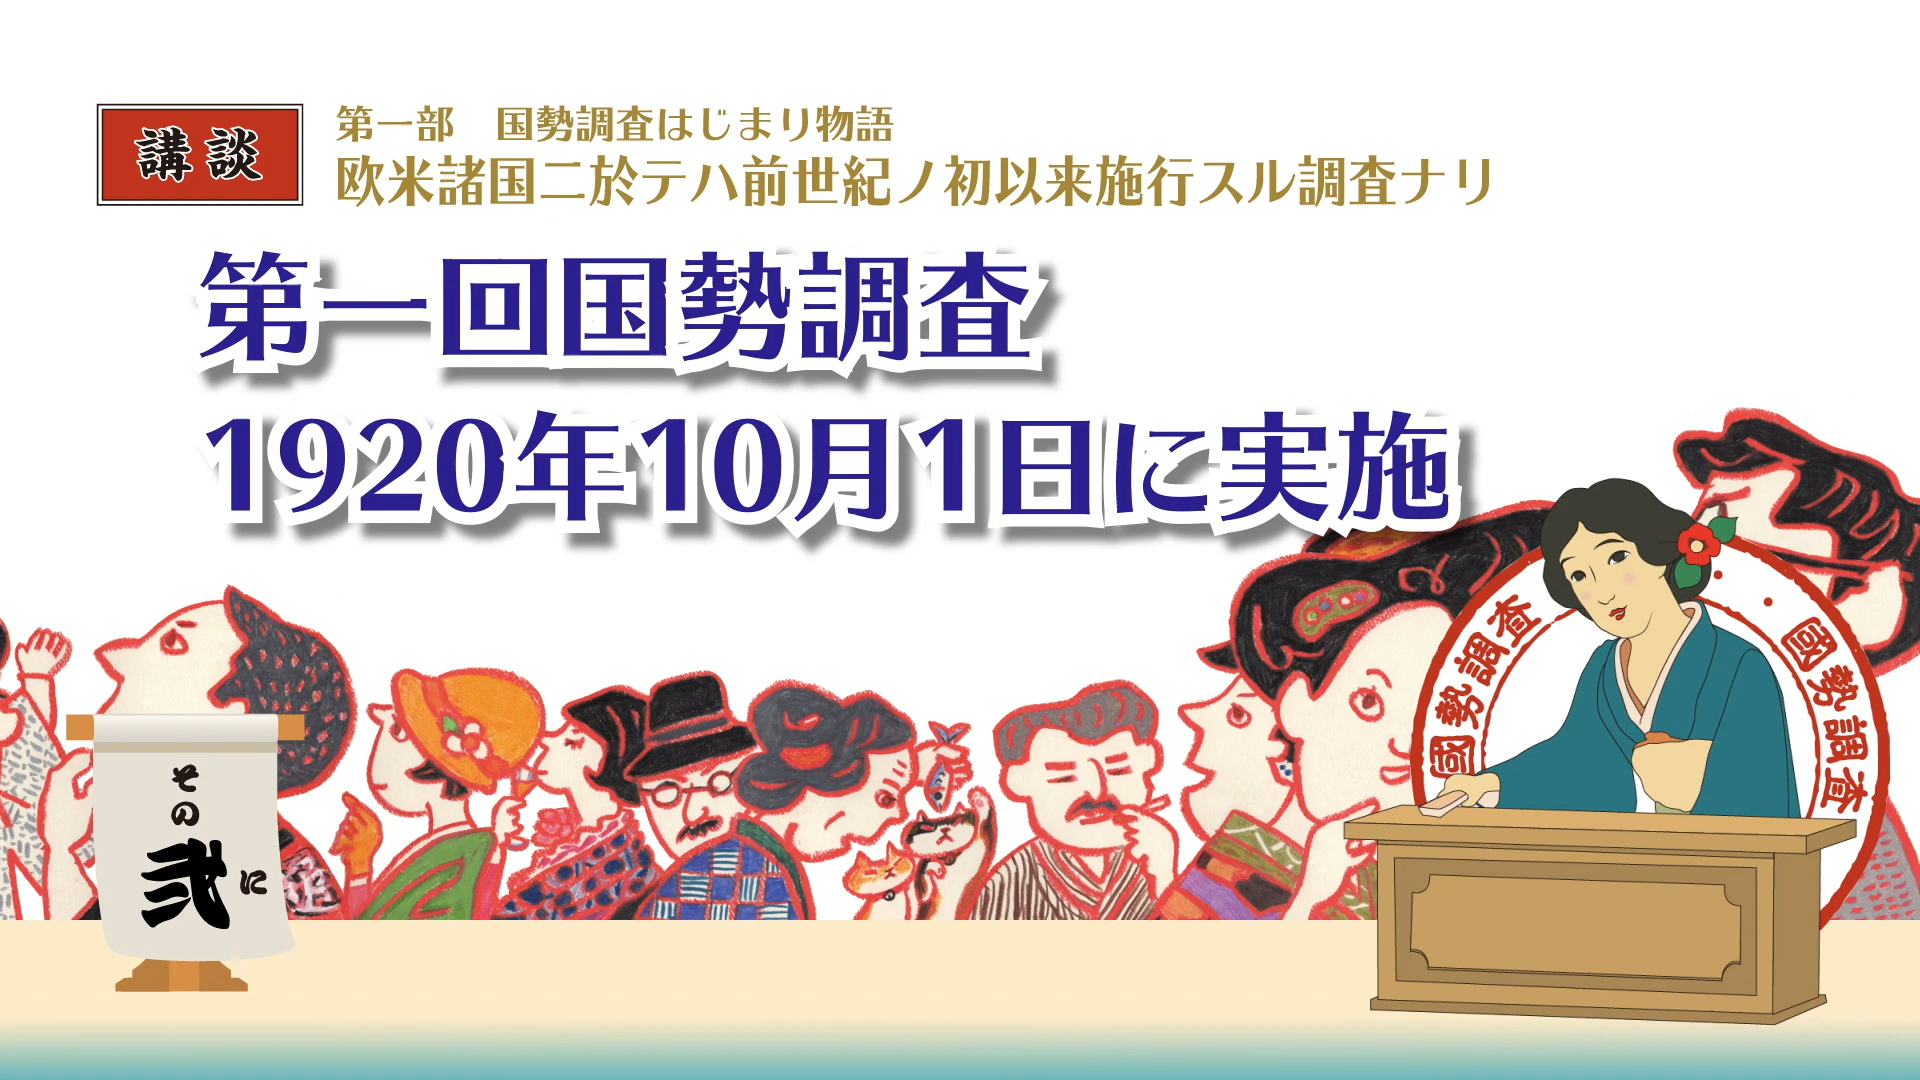 講談
第一部　国勢調査はじまり物語
欧米諸国二於テハ前世紀ノ初以来施行スル調査ナリ
第一回国勢調査
1920年10月1日に実施
國勢調査
國勢調査
その
弐
に